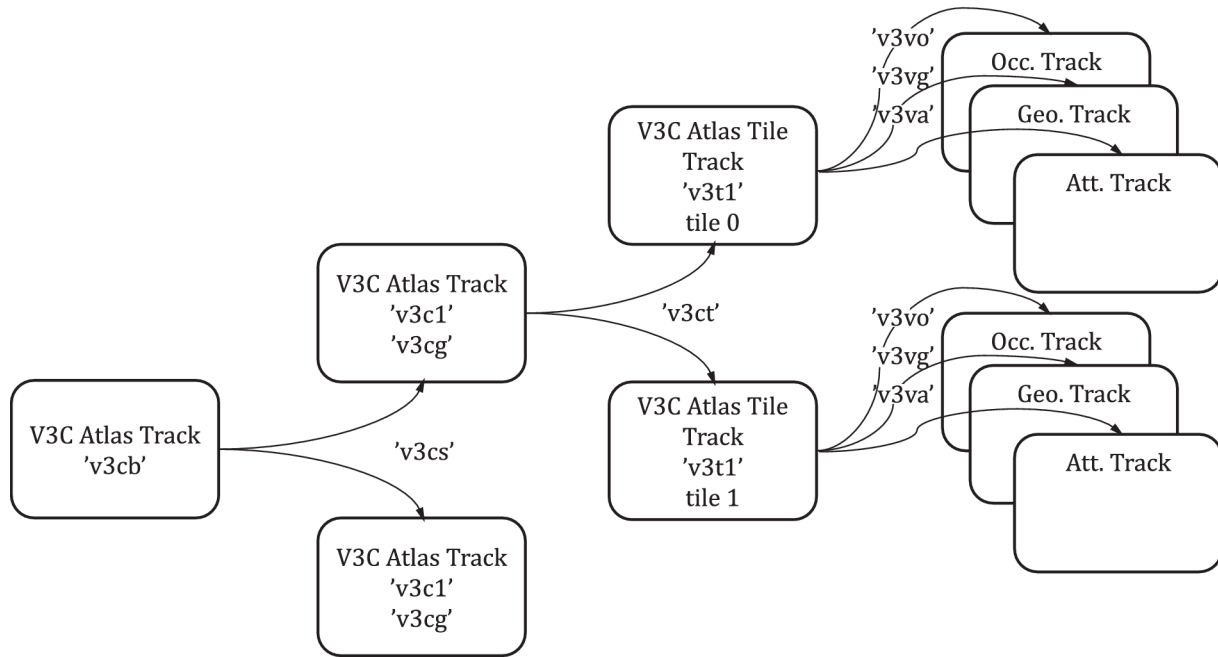 V3C Atlas Track
’v3cb’
’v3cs’
V3C Atlas Track
’v3c1’
’v3cg’
V3C Atlas Track
’v3c1’
’v3cg’
’v3ct’
V3C Atlas Tile
Track
’v3t1’
tile 0
’v3vo’
’v3vg’
’v3va’
Occ. Track
Geo. Track
Att. Track
V3C Atlas Tile
Track
’v3t1’
tile 1
’v3vo’
’v3vg’
’v3va’
Occ. Track
Geo. Track
Att. Track